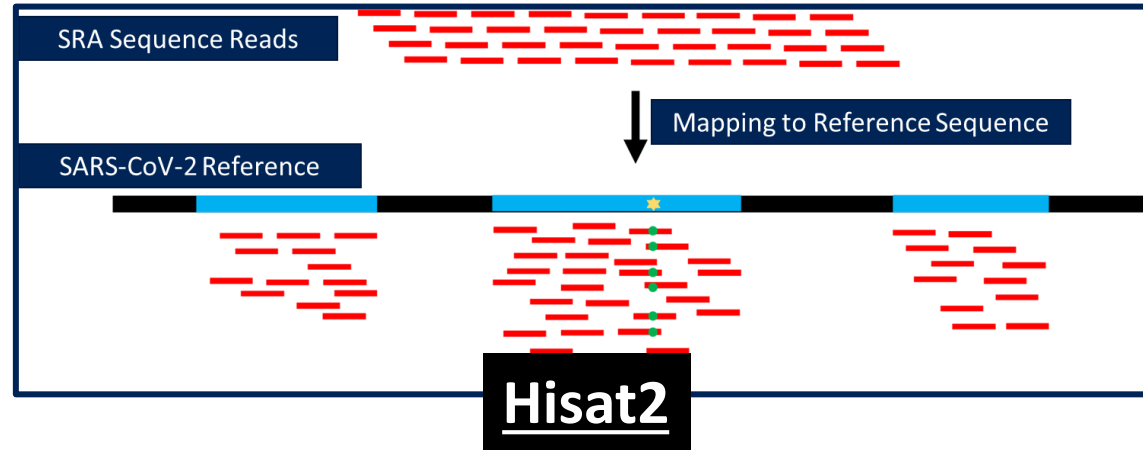 SRA Sequence Reads
Mapping to Reference Sequence
SARS-CoV-2 Reference
Hisat2